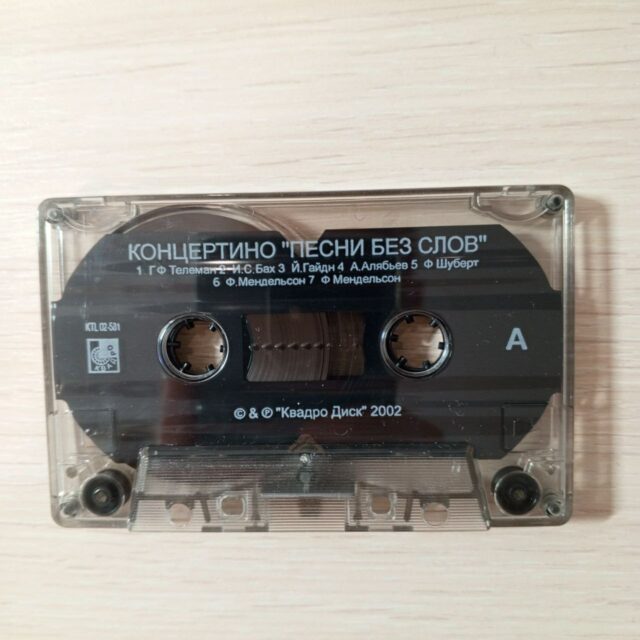 КОНЦЕРТИНО "ПЕСНИ БЕЗ СЛОВ"
1 Г Ф Телеман 2 И.С.Бах 3 Й.Гайдн 4 А.Алябьев 5 Ф Шуберт
6 Ф.Мендельсон 7 Ф Мендельсон
KTL 02-581
A
© & ℗ "Квадро Диск" 2002